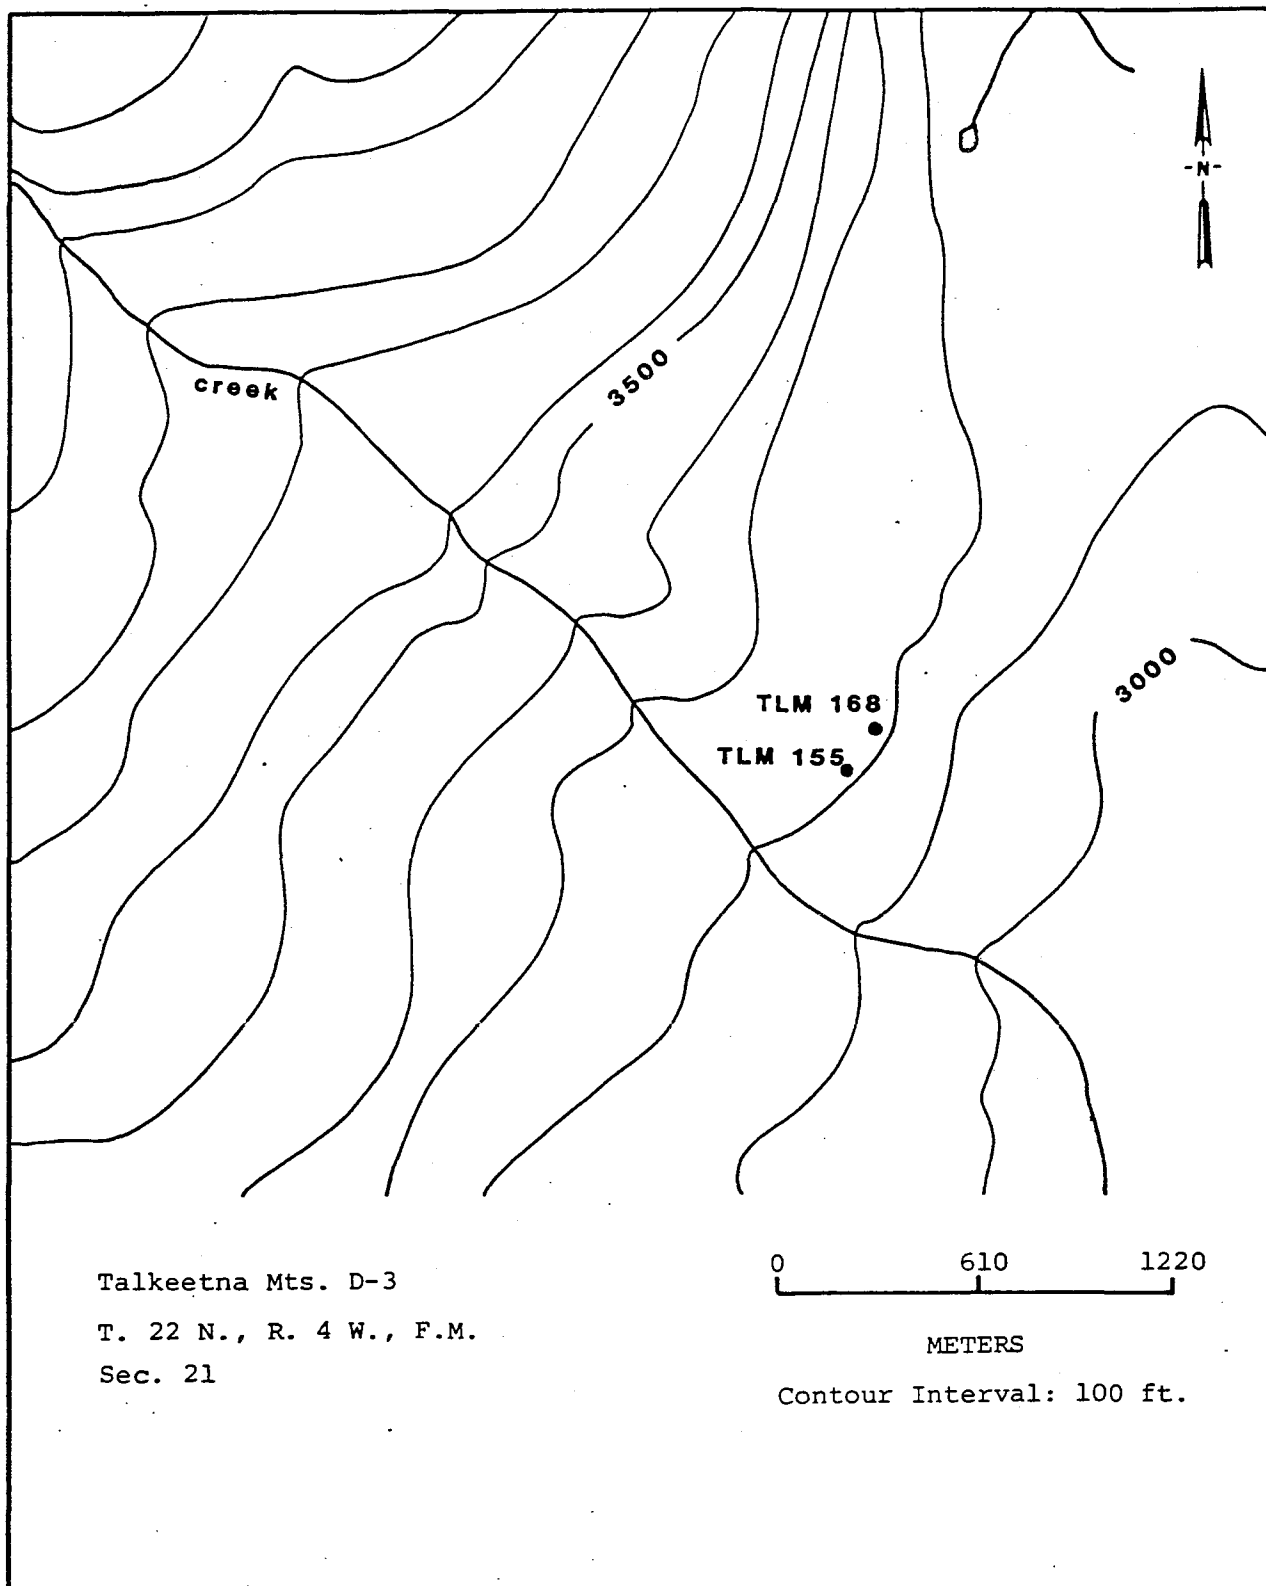 -N-
creek
3500
3000
TLM 168
TLM 155
Talkeetna Mts. D-3
T. 22 N., R. 4 W., F.M.
Sec. 21
0 610 1220
METERS
Contour Interval: 100 ft.